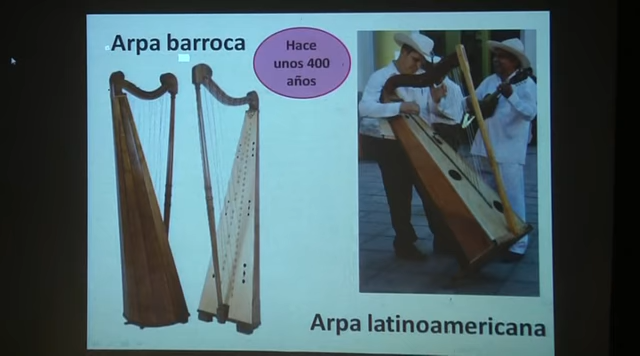 Arpa barroca
Hace
unos 400
años
Arpa latinoamericana